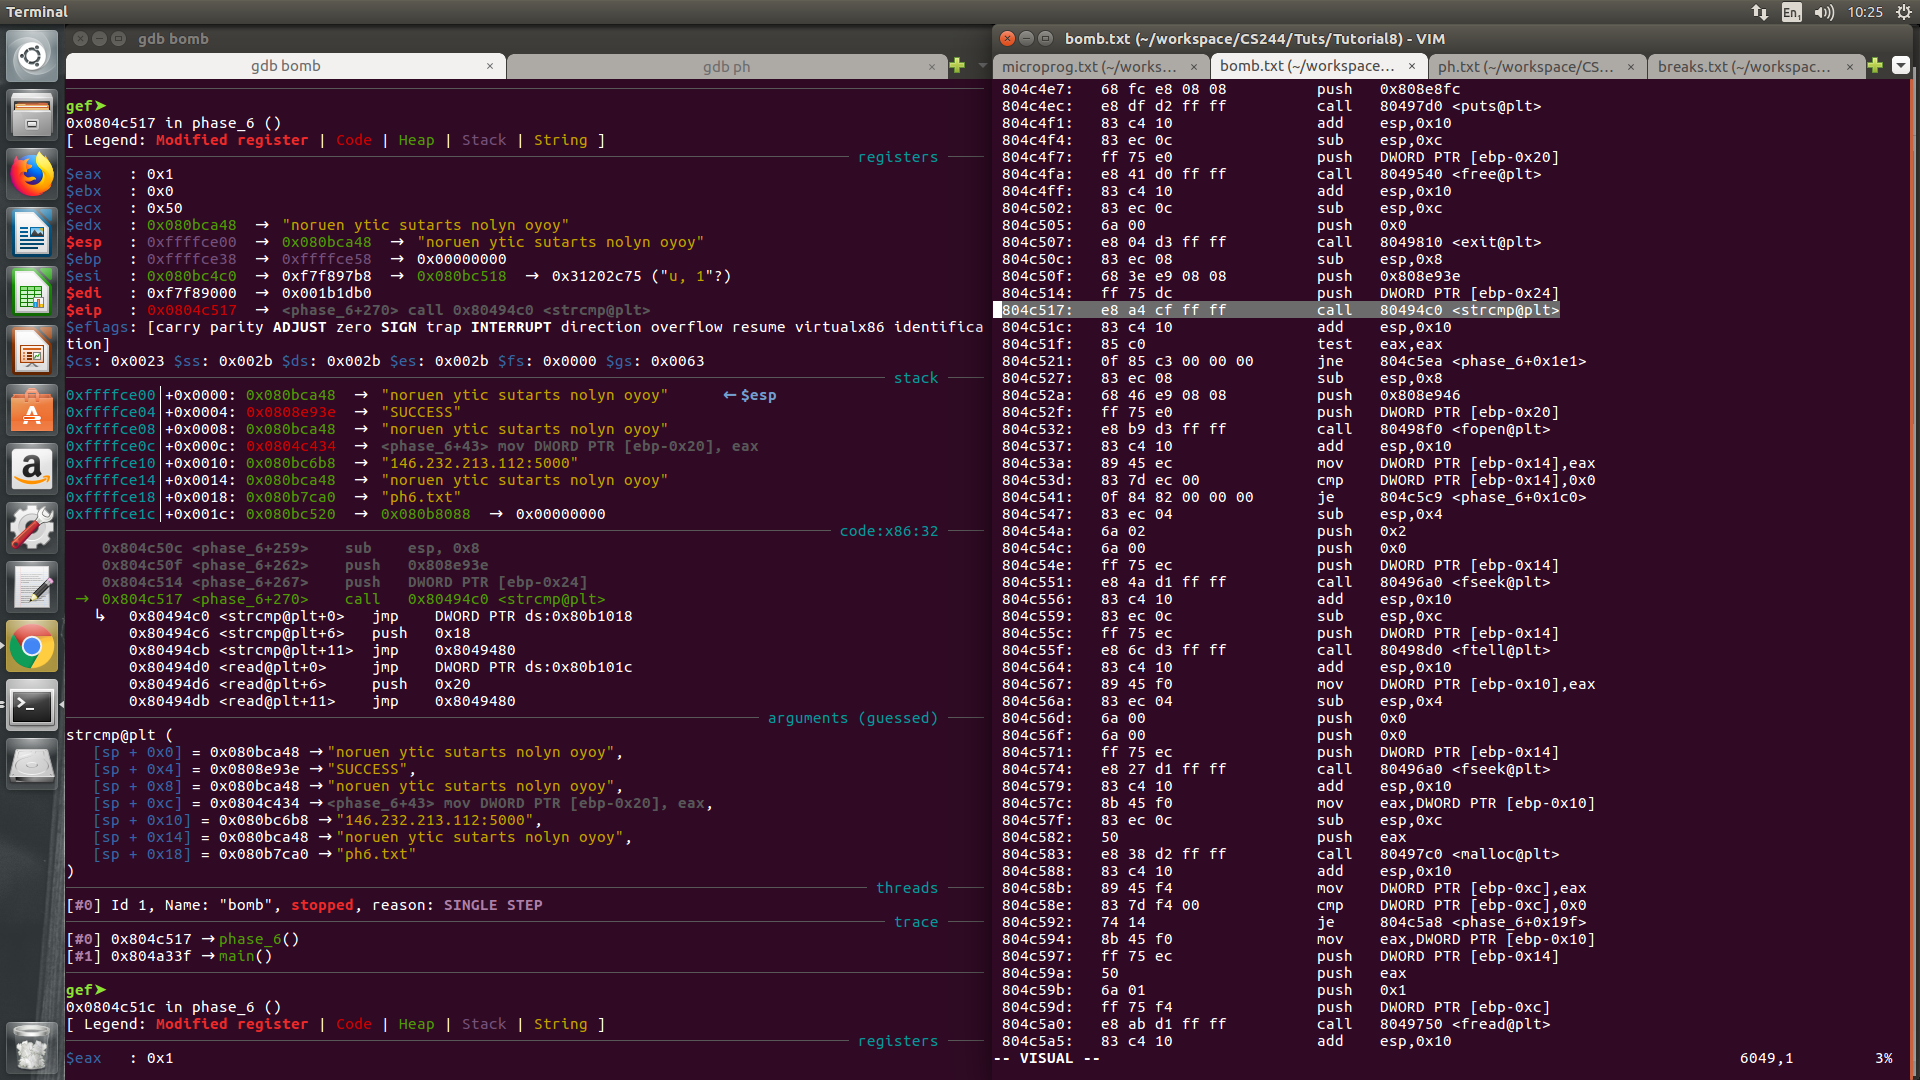 Terminal
En1
10:25
gdb bomb
gdb bomb ×
gdb ph ×
gef➤
0x0804c517 in phase_6 ()
[ Legend: Modified register | Code | Heap | Stack | String ]
registers
$eax   : 0x1
$ebx   : 0x0
$ecx   : 0x50
$edx   : 0x080bca48  →  "noruen ytic sutarts nolyn oyoy"
$esp   : 0xffffce00  →  0x080bca48  →  "noruen ytic sutarts nolyn oyoy"
$ebp   : 0xffffce38  →  0xffffce58  →  0x00000000
$esi   : 0x080bc4c0  →  0xf7f897b8  →  0x080bc518  →  0x31202c75 ("u, 1"?)
$edi   : 0xf7f89000  →  0x001b1db0
$eip   : 0x0804c517  →  <phase_6+270> call 0x80494c0 <strcmp@plt>
$eflags: [carry parity ADJUST zero SIGN trap INTERRUPT direction overflow resume virtualx86 identifica
tion]
$cs: 0x0023 $ss: 0x002b $ds: 0x002b $es: 0x002b $fs: 0x0000 $gs: 0x0063
stack
0xffffce00│+0x0000: 0x080bca48  →  "noruen ytic sutarts nolyn oyoy"      ←$esp
0xffffce04│+0x0004: 0x0808e93e  →  "SUCCESS"
0xffffce08│+0x0008: 0x080bca48  →  "noruen ytic sutarts nolyn oyoy"
0xffffce0c│+0x000c: 0x0804c434  →  <phase_6+43> mov DWORD PTR [ebp-0x20], eax
0xffffce10│+0x0010: 0x080bc6b8  →  "146.232.213.112:5000"
0xffffce14│+0x0014: 0x080bca48  →  "noruen ytic sutarts nolyn oyoy"
0xffffce18│+0x0018: 0x080b7ca0  →  "ph6.txt"
0xffffce1c│+0x001c: 0x080bc520  →  0x080b8088  →  0x00000000
code:x86:32
0x804c50c <phase_6+259>    sub    esp, 0x8
0x804c50f <phase_6+262>    push   0x808e93e
0x804c514 <phase_6+267>    push   DWORD PTR [ebp-0x24]
→ 0x804c517 <phase_6+270>    call   0x80494c0 <strcmp@plt>
↳  0x80494c0 <strcmp@plt+0>   jmp    DWORD PTR ds:0x80b1018
0x80494c6 <strcmp@plt+6>   push   0x18
0x80494cb <strcmp@plt+11>  jmp    0x8049480
0x80494d0 <read@plt+0>     jmp    DWORD PTR ds:0x80b101c
0x80494d6 <read@plt+6>     push   0x20
0x80494db <read@plt+11>    jmp    0x8049480
arguments (guessed)
strcmp@plt (
[sp + 0x0] = 0x080bca48 →"noruen ytic sutarts nolyn oyoy",
[sp + 0x4] = 0x0808e93e →"SUCCESS",
[sp + 0x8] = 0x080bca48 →"noruen ytic sutarts nolyn oyoy",
[sp + 0xc] = 0x0804c434 →<phase_6+43> mov DWORD PTR [ebp-0x20], eax,
[sp + 0x10] = 0x080bc6b8 →"146.232.213.112:5000",
[sp + 0x14] = 0x080bca48 →"noruen ytic sutarts nolyn oyoy",
[sp + 0x18] = 0x080b7ca0 →"ph6.txt"
)
threads
[#0] Id 1, Name: "bomb", stopped, reason: SINGLE STEP
trace
[#0] 0x804c517 →phase_6()
[#1] 0x804a33f →main()
gef➤
0x0804c51c in phase_6 ()
[ Legend: Modified register | Code | Heap | Stack | String ]
registers
$eax   : 0x1
bomb.txt (~/workspace/CS244/Tuts/Tutorial8) - VIM
microprog.txt (~/works... ×
bomb.txt (~/workspace... ×
ph.txt (~/workspace/CS... ×
breaks.txt (~/workspac... ×
804c4e7:   68 fc e8 08 08          push   0x808e8fc
804c4ec:   e8 df d2 ff ff          call   80497d0 <puts@plt>
804c4f1:   83 c4 10                add    esp,0x10
804c4f4:   83 ec 0c                sub    esp,0xc
804c4f7:   ff 75 e0                push   DWORD PTR [ebp-0x20]
804c4fa:   e8 41 d0 ff ff          call   8049540 <free@plt>
804c4ff:   83 c4 10                add    esp,0x10
804c502:   83 ec 0c                sub    esp,0xc
804c505:   6a 00                   push   0x0
804c507:   e8 04 d3 ff ff          call   8049810 <exit@plt>
804c50c:   83 ec 08                sub    esp,0x8
804c50f:   68 3e e9 08 08          push   0x808e93e
804c514:   ff 75 dc                push   DWORD PTR [ebp-0x24]
804c517:   e8 a4 cf ff ff          call   80494c0 <strcmp@plt>
804c51c:   83 c4 10                add    esp,0x10
804c51f:   85 c0                   test   eax,eax
804c521:   0f 85 c3 00 00 00       jne    804c5ea <phase_6+0x1e1>
804c527:   83 ec 08                sub    esp,0x8
804c52a:   68 46 e9 08 08          push   0x808e946
804c52f:   ff 75 e0                push   DWORD PTR [ebp-0x20]
804c532:   e8 b9 d3 ff ff          call   80498f0 <fopen@plt>
804c537:   83 c4 10                add    esp,0x10
804c53a:   89 45 ec                mov    DWORD PTR [ebp-0x14],eax
804c53d:   83 7d ec 00             cmp    DWORD PTR [ebp-0x14],0x0
804c541:   0f 84 82 00 00 00       je     804c5c9 <phase_6+0x1c0>
804c547:   83 ec 04                sub    esp,0x4
804c54a:   6a 02                   push   0x2
804c54c:   6a 00                   push   0x0
804c54e:   ff 75 ec                push   DWORD PTR [ebp-0x14]
804c551:   e8 4a d1 ff ff          call   80496a0 <fseek@plt>
804c556:   83 c4 10                add    esp,0x10
804c559:   83 ec 0c                sub    esp,0xc
804c55c:   ff 75 ec                push   DWORD PTR [ebp-0x14]
804c55f:   e8 6c d3 ff ff          call   80498d0 <ftell@plt>
804c564:   83 c4 10                add    esp,0x10
804c567:   89 45 f0                mov    DWORD PTR [ebp-0x10],eax
804c56a:   83 ec 04                sub    esp,0x4
804c56d:   6a 00                   push   0x0
804c56f:   6a 00                   push   0x0
804c571:   ff 75 ec                push   DWORD PTR [ebp-0x14]
804c574:   e8 27 d1 ff ff          call   80496a0 <fseek@plt>
804c579:   83 c4 10                add    esp,0x10
804c57c:   8b 45 f0                mov    eax,DWORD PTR [ebp-0x10]
804c57f:   83 ec 0c                sub    esp,0xc
804c582:   50                      push   eax
804c583:   e8 38 d2 ff ff          call   80497c0 <malloc@plt>
804c588:   83 c4 10                add    esp,0x10
804c58b:   89 45 f4                mov    DWORD PTR [ebp-0xc],eax
804c58e:   83 7d f4 00             cmp    DWORD PTR [ebp-0xc],0x0
804c592:   74 14                   je     804c5a8 <phase_6+0x19f>
804c594:   8b 45 f0                mov    eax,DWORD PTR [ebp-0x10]
804c597:   ff 75 ec                push   DWORD PTR [ebp-0x14]
804c59a:   50                      push   eax
804c59b:   6a 01                   push   0x1
804c59d:   ff 75 f4                push   DWORD PTR [ebp-0xc]
804c5a0:   e8 ab d1 ff ff          call   8049750 <fread@plt>
804c5a5:   83 c4 10                add    esp,0x10
-- VISUAL --                       6049,1         3%